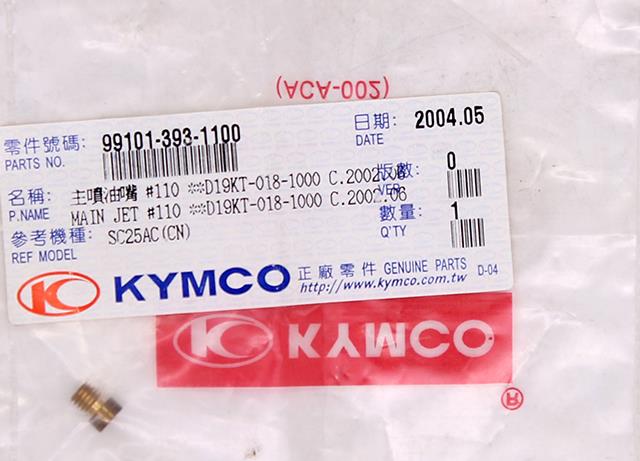 (ACA-002)
零件號碼: 99101-393-1100
PARTS NO.
日期: 2004.05
DATE
名稱: 主噴油嘴 #110 **D19KT-018-1000 C.2002.06
P.NAME MAIN JET #110 **D19KT-018-1000 C.2002.06
版數: 0
VER.
數量: 1
Q'TY
參考機種: SC25AC(CN)
REF MODEL
KYMCO 正廠零件 GENUINE PARTS D-04
http://www.kymco.com.tw
KYMCO
®